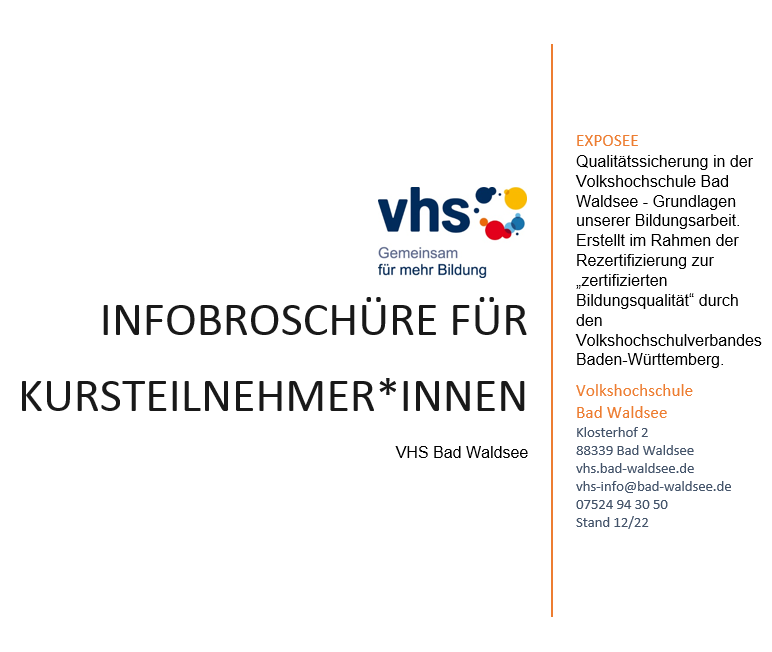 vhs
Gemeinsam
für mehr Bildung
INFOBROSCHÜRE FÜR
KURSTEILNEHMER*INNEN
VHS Bad Waldsee
EXPOSEE
Qualitätssicherung in der
Volkshochschule Bad
Waldsee - Grundlagen
unserer Bildungsarbeit.
Erstellt im Rahmen der
Rezertifizierung zur
„zertifizierten
Bildungsqualität“ durch
den
Volkshochschulverbandes
Baden-Württemberg.
Volkshochschule
Bad Waldsee
Klosterhof 2
88339 Bad Waldsee
vhs.bad-waldsee.de
vhs-info@bad-waldsee.de
07524 94 30 50
Stand 12/22